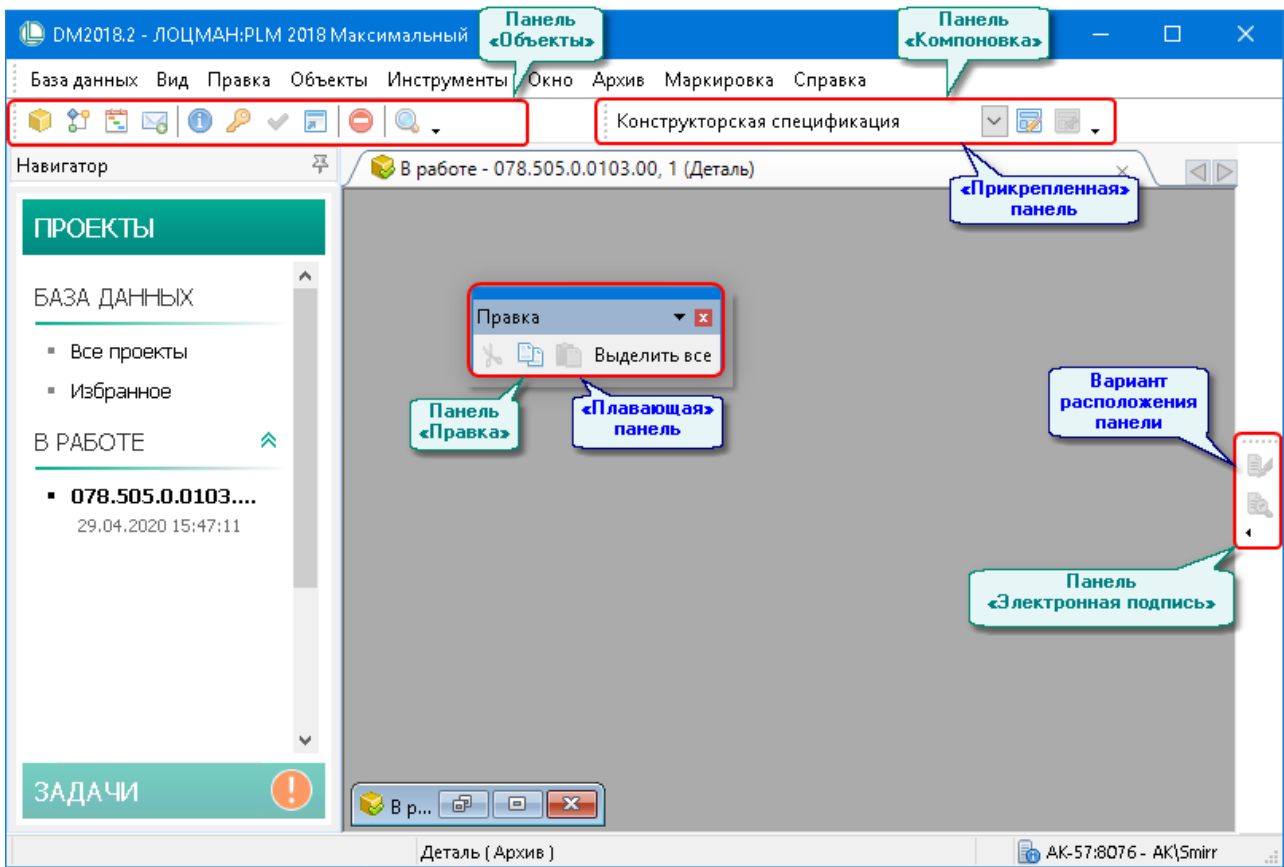 DM2018.2 - ЛОЦМАН:PLM 2018 Максимальный
Панель
«Объекты»
Панель
«Компоновка»
База данных Вид Правка Объекты Инструменты Окно Архив Маркировка Справка
Конструкторская спецификация
Навигатор
В работе - 078.505.0.0103.00, 1 (Деталь)
«Прикрепленная»
панель
ПРОЕКТЫ
БАЗА ДАННЫХ
Все проекты
Избранное
В РАБОТЕ
078.505.0.0103....
29.04.2020 15:47:11
Правка
Выделить все
Панель
«Правка»
«Плавающая»
панель
Вариант
расположения
панели
Панель
«Электронная подпись»
ЗАДАЧИ
В р...
Деталь ( Архив )
AK-57:8076 - AK\Smirr